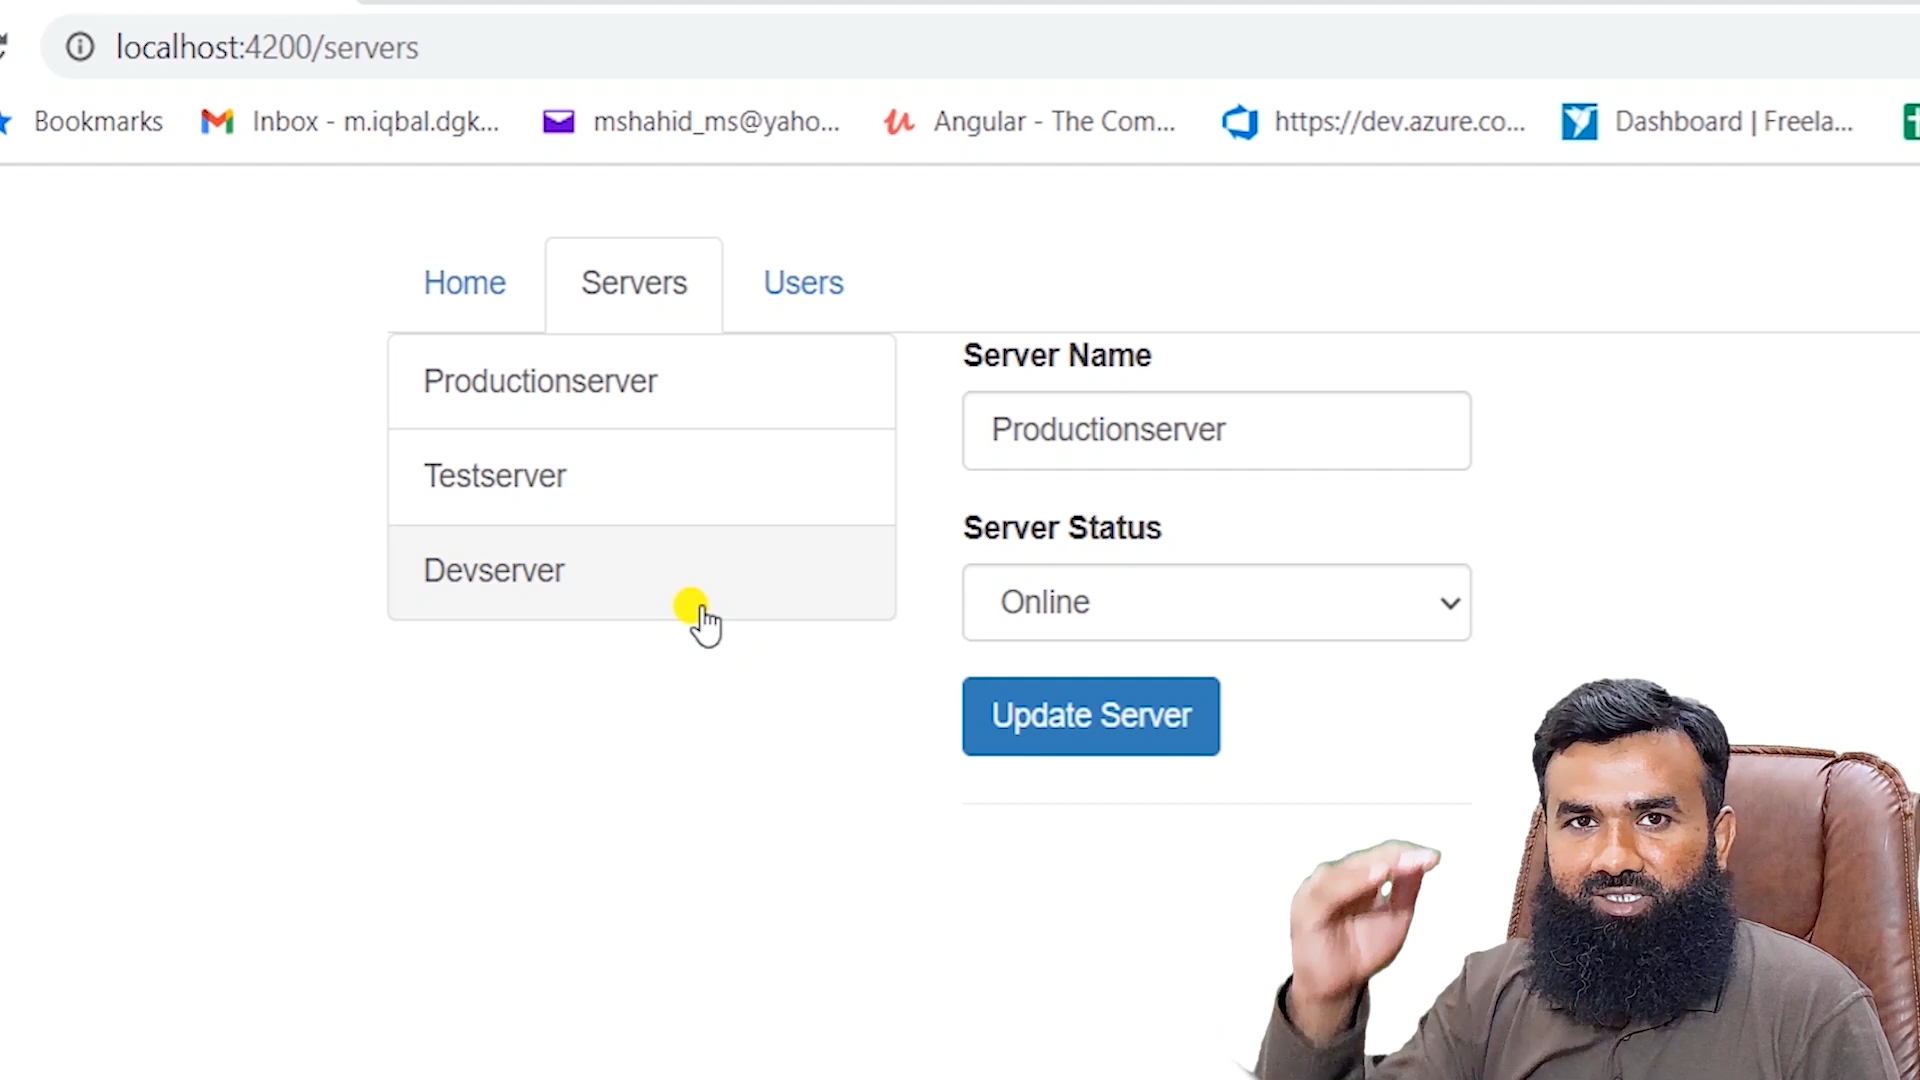 localhost:4200/servers
Bookmarks Inbox - m.iqbal.dgk... mshahid_ms@yaho... Angular - The Com... https://dev.azure.co... Dashboard | Freela...
Home Servers Users
Productionserver
Testserver
Devserver
Server Name
Productionserver
Server Status
Online
Update Server